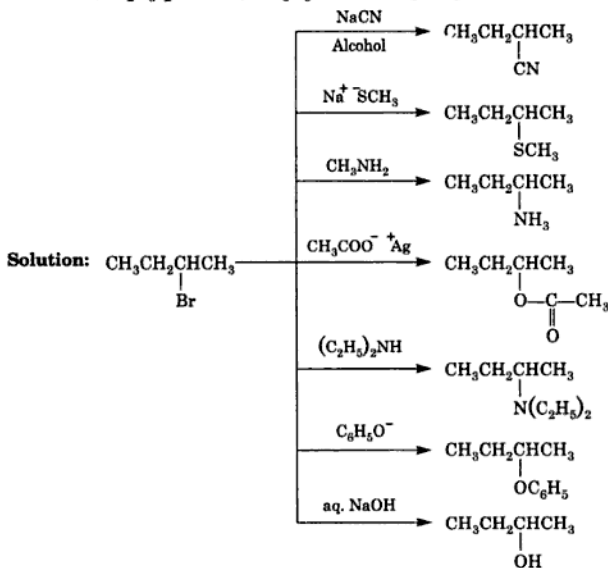 NaCN
Alcohol
CH₃CH₂CHCH₃
CN
Na⁺ ⁻SCH₃
CH₃CH₂CHCH₃
SCH₃
CH₃NH₂
CH₃CH₂CHCH₃
NH₃
Solution: CH₃CH₂CHCH₃
Br
CH₃COO⁻ ⁺Ag
CH₃CH₂CHCH₃
O—C—CH₃
O
(C₂H₅)₂NH
CH₃CH₂CHCH₃
N(C₂H₅)₂
C₆H₅O⁻
CH₃CH₂CHCH₃
OC₆H₅
aq. NaOH
CH₃CH₂CHCH₃
OH